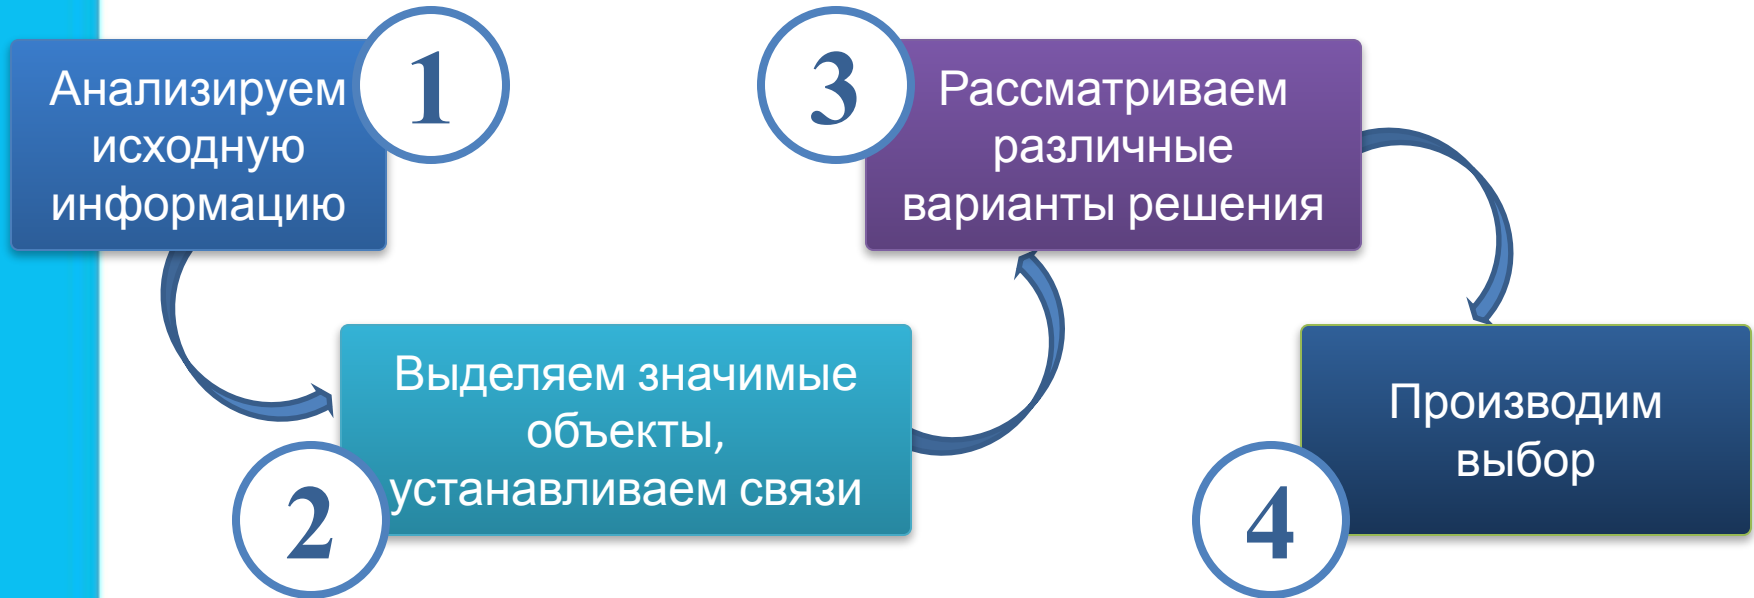 1
Анализируем
исходную
информацию
2
Выделяем значимые
объекты,
устанавливаем связи
3
Рассматриваем
различные
варианты решения
4
Производим
выбор